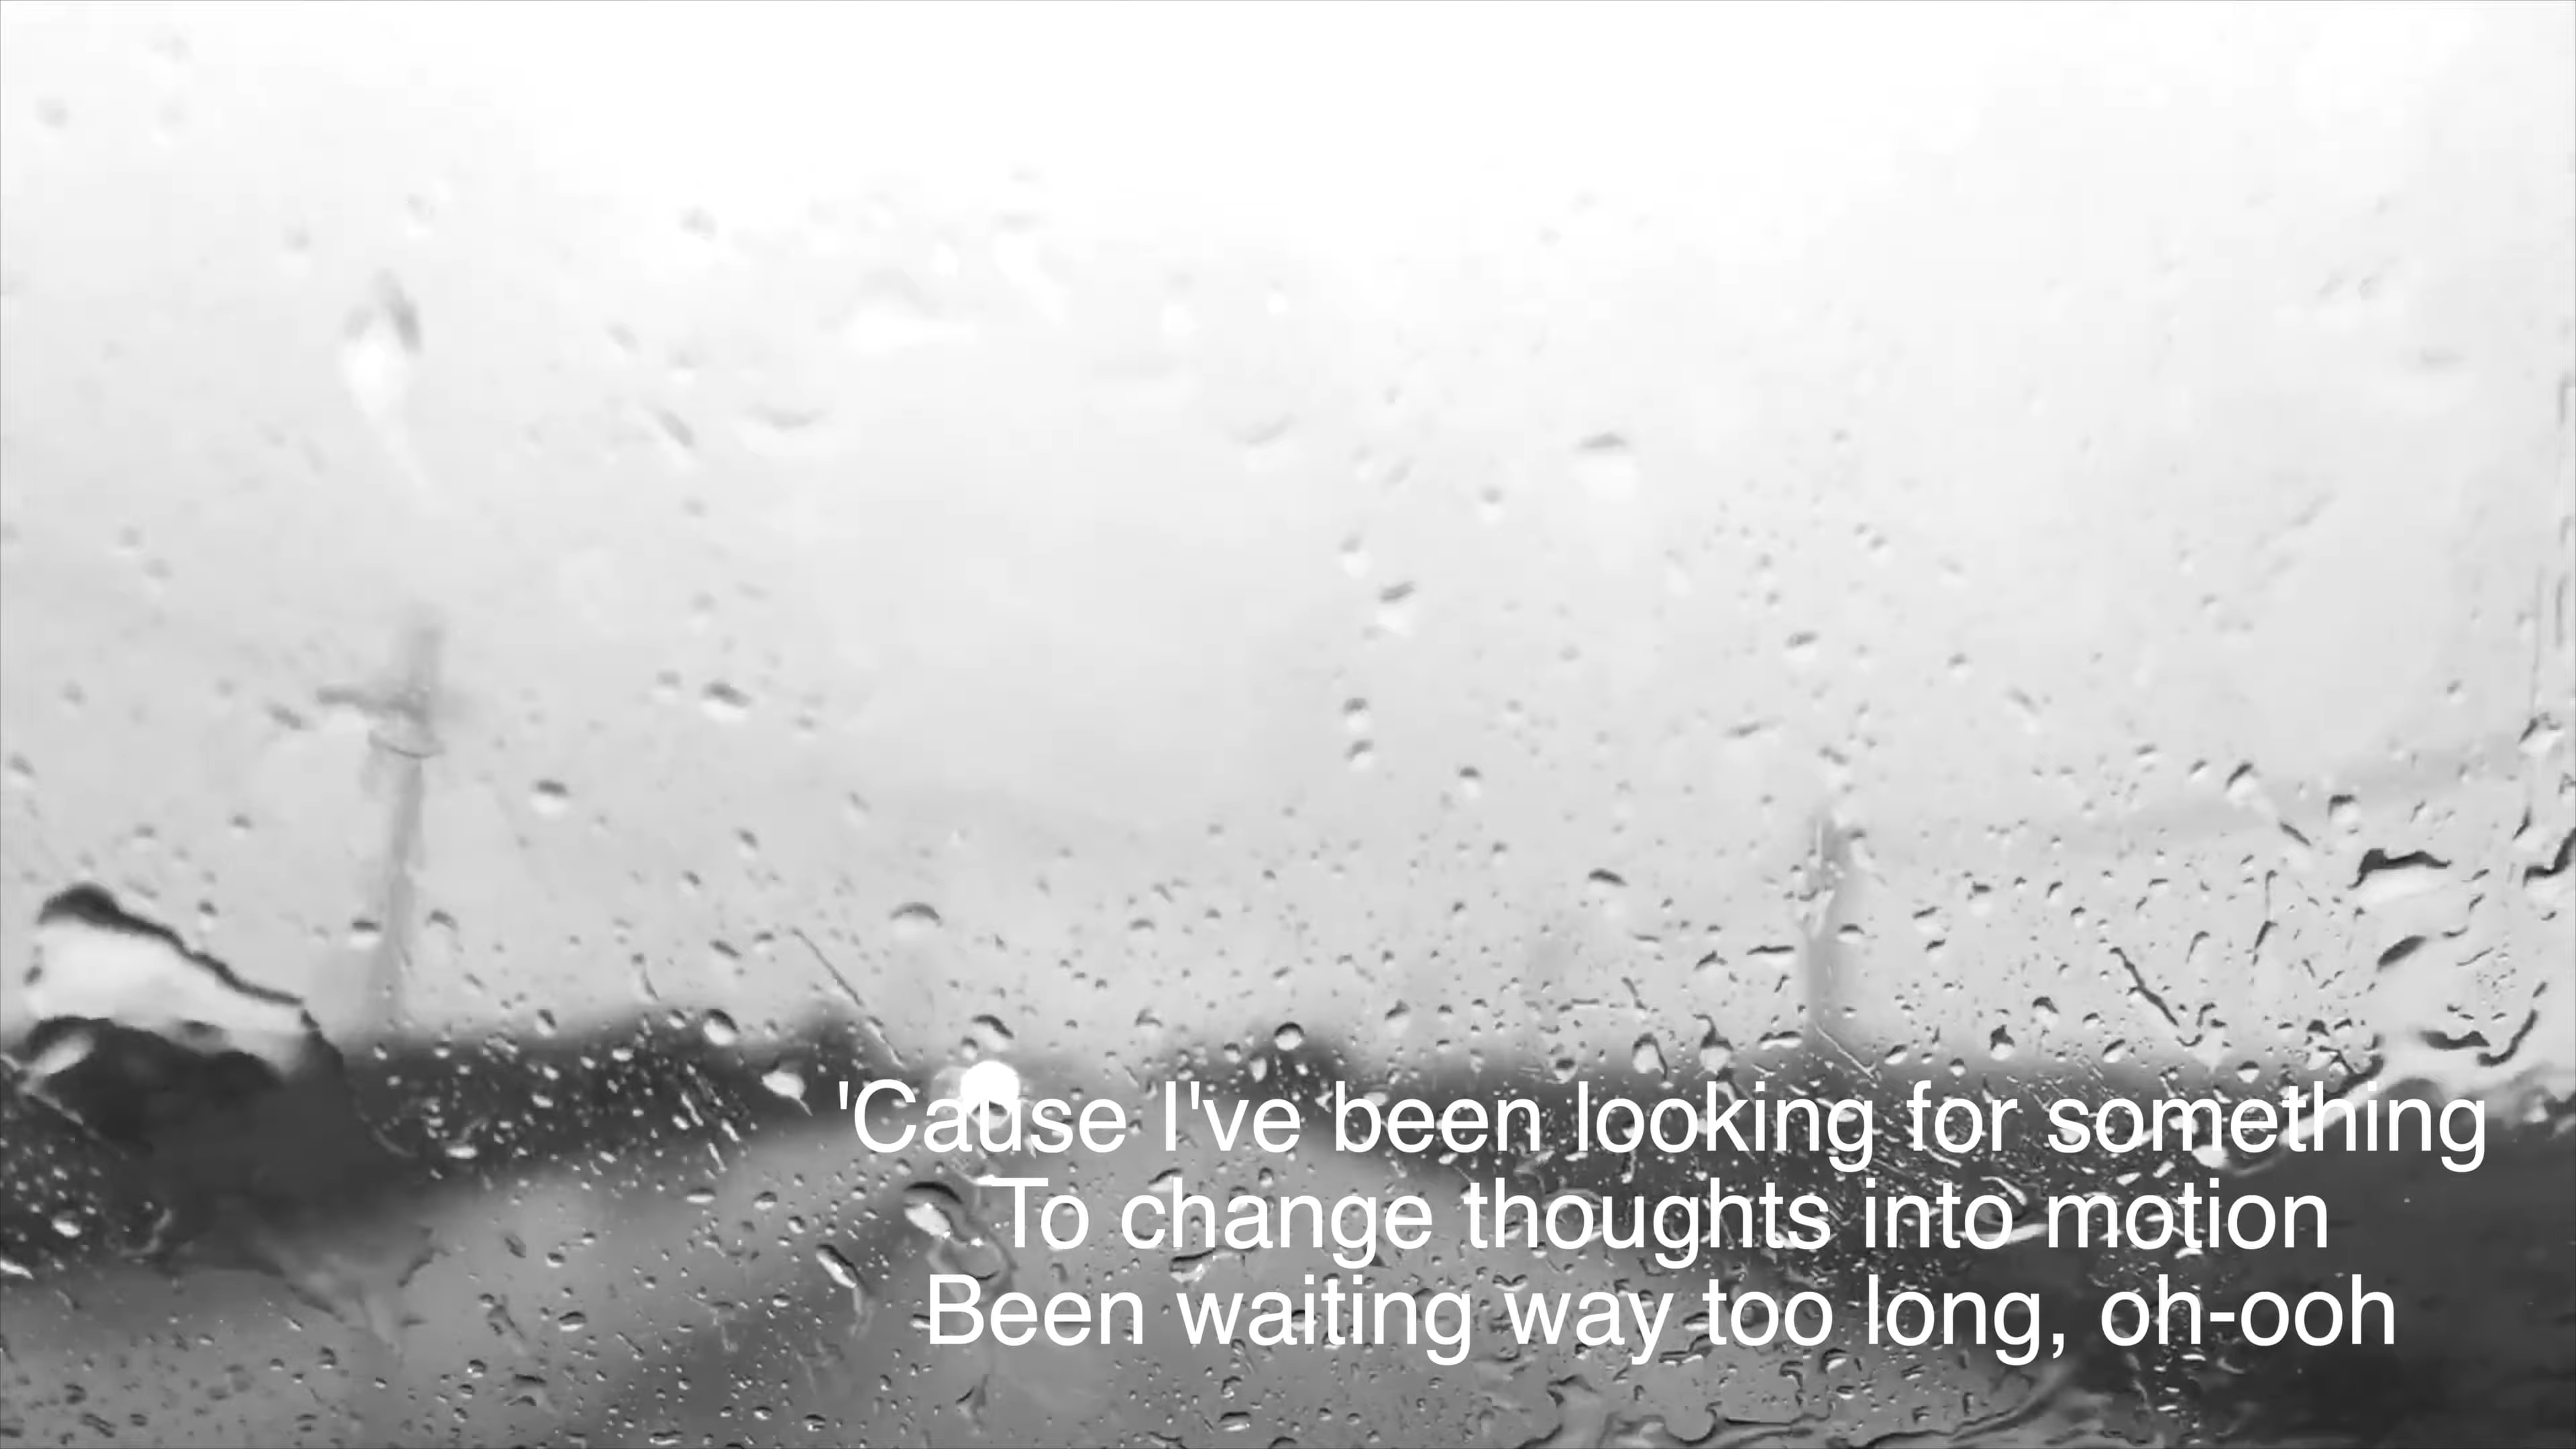 'Cause I've been looking for something
To change thoughts into motion
Been waiting way too long, oh-ooh